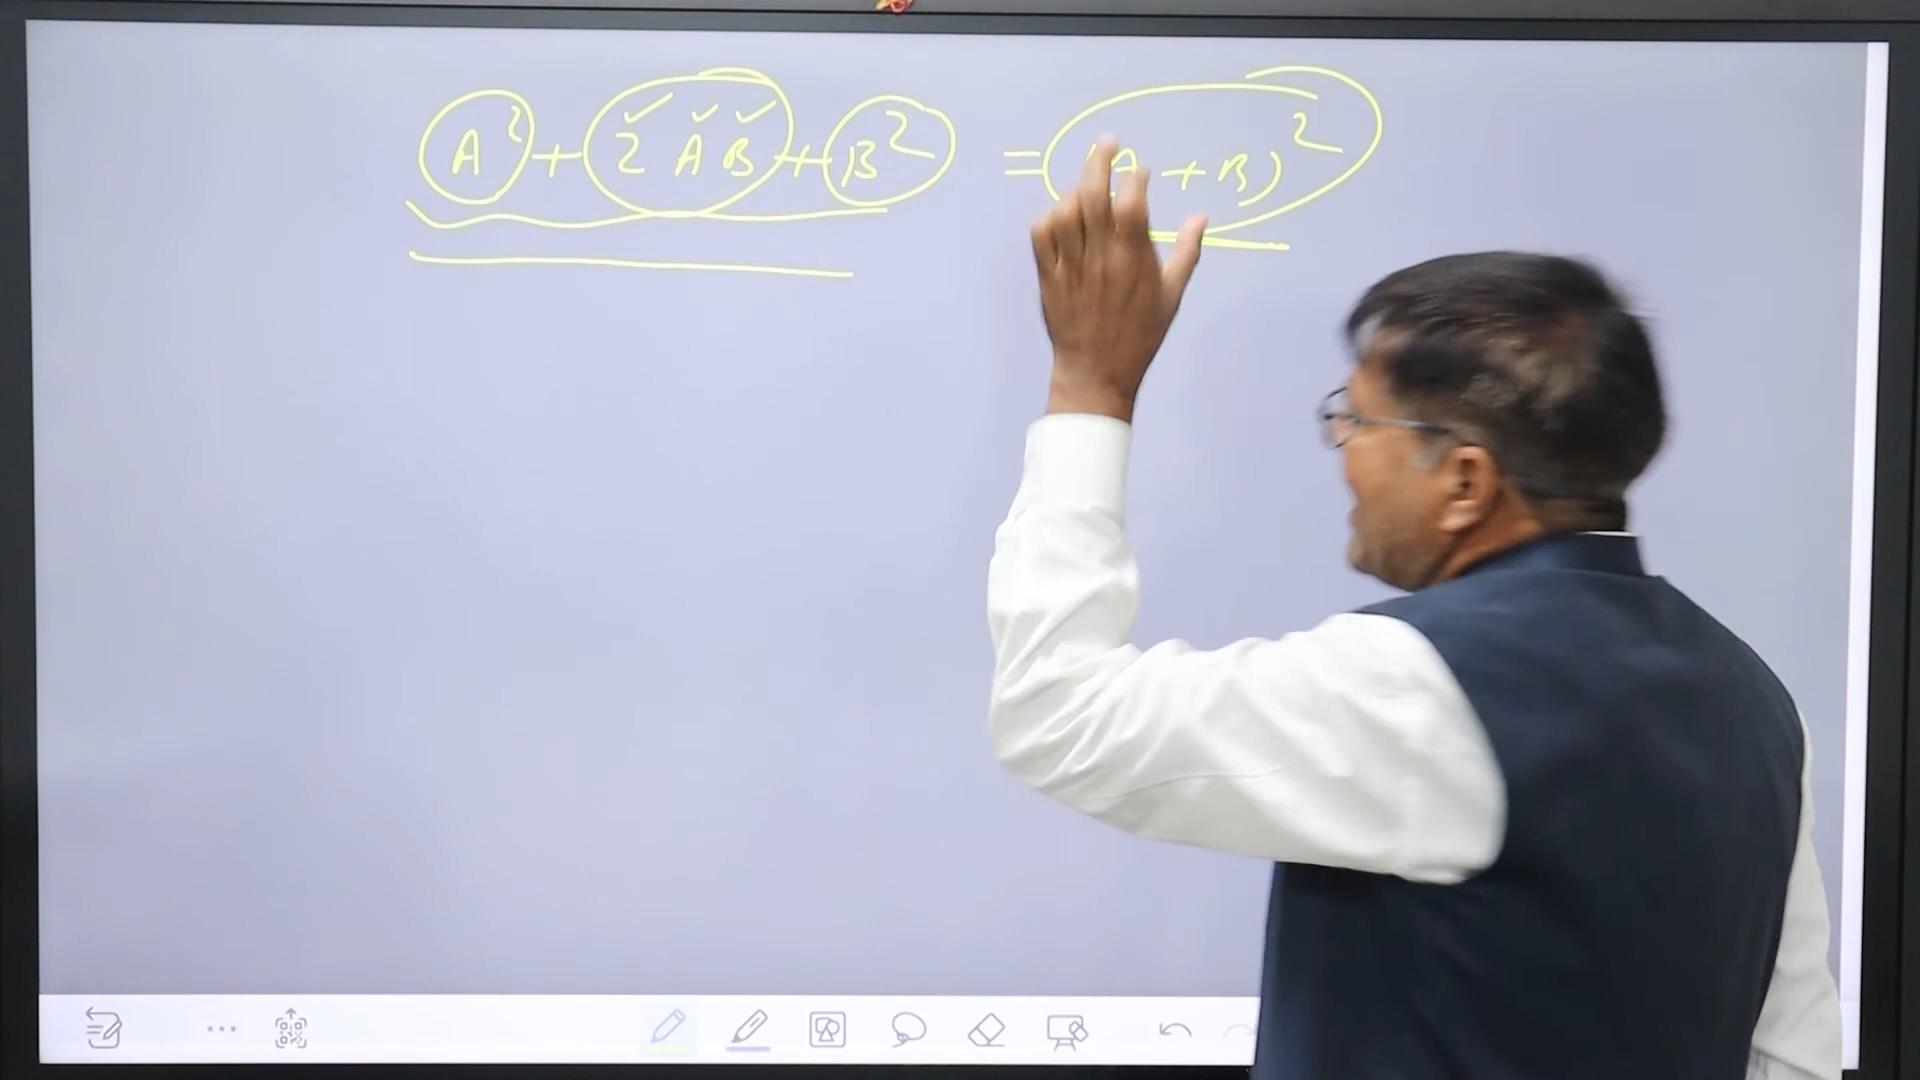 A² + 2AB + B² = (A + B)²